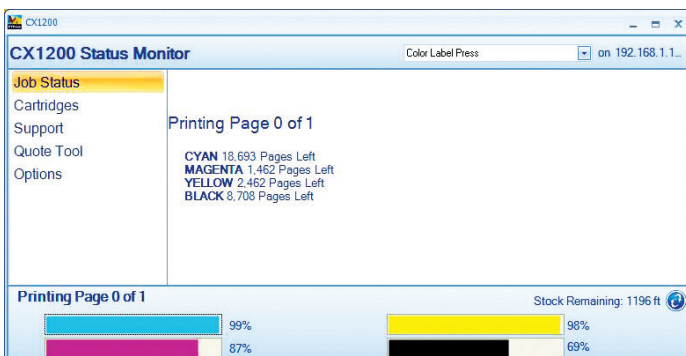 CX1200
CX1200 Status Monitor
Color Label Press
on 192.168.1.1...
Job Status
Cartridges
Support
Quote Tool
Options
Printing Page 0 of 1
CYAN 18,693 Pages Left
MAGENTA 1,462 Pages Left
YELLOW 2,462 Pages Left
BLACK 8,708 Pages Left
Printing Page 0 of 1
Stock Remaining: 1196 ft
99%
98%
87%
69%